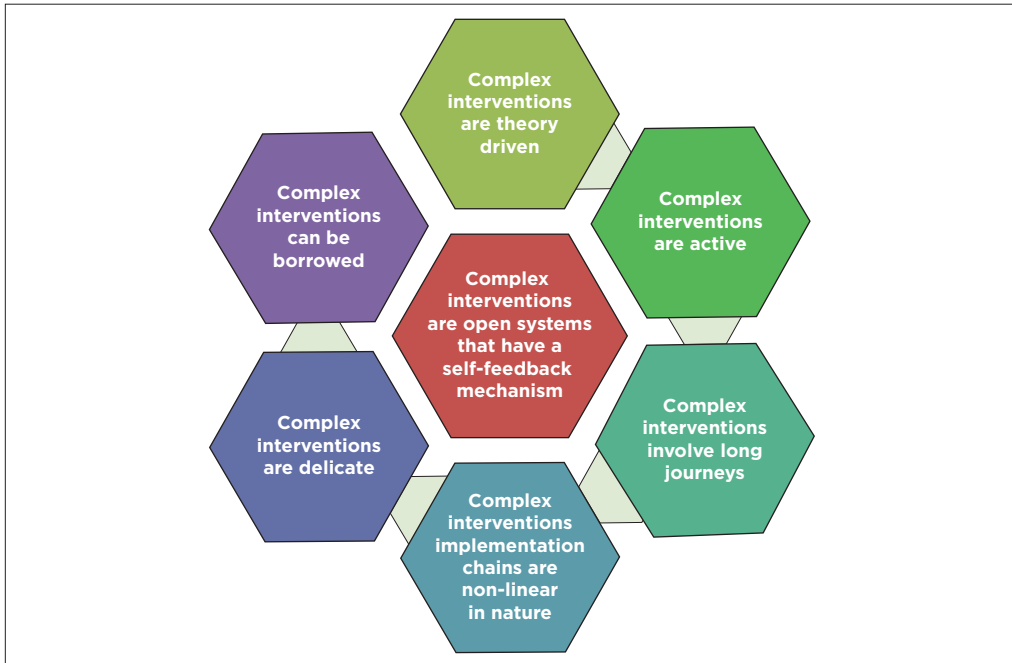 Complex
interventions
are theory
driven
Complex
interventions
are active
Complex
interventions
involve long
journeys
Complex
interventions
implementation
chains are
non-linear
in nature
Complex
interventions
are delicate
Complex
interventions
can be
borrowed
Complex
interventions
are open systems
that have a
self-feedback
mechanism